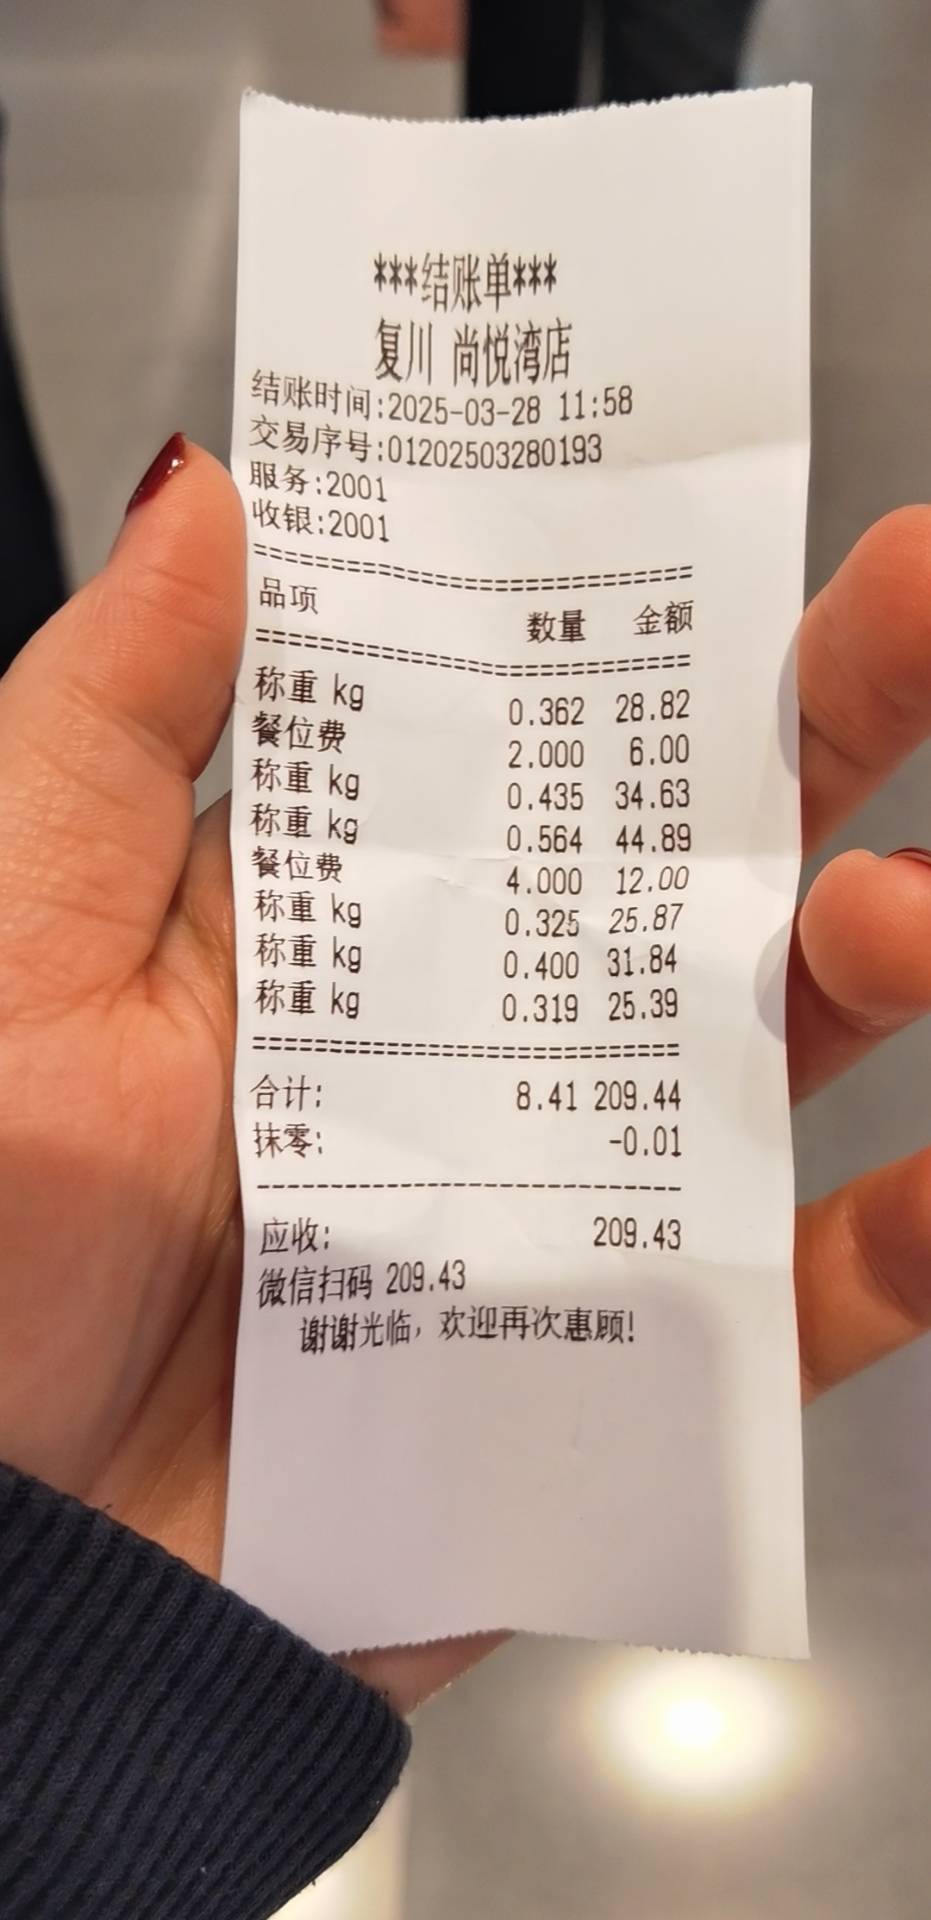 ***结账单***
复川 尚悦湾店
结账时间:2025-03-28 11:58
交易序号:01202503280193
服务:2001
收银:2001
==============================
品项 数量 金额
==============================
称重 kg 0.362 28.82
餐位费 2.000 6.00
称重 kg 0.435 34.63
称重 kg 0.564 44.89
餐位费 4.000 12.00
称重 kg 0.325 25.87
称重 kg 0.400 31.84
称重 kg 0.319 25.39
==============================
合计: 8.41 209.44
抹零: -0.01
------------------------------
应收: 209.43
微信扫码 209.43
谢谢光临，欢迎再次惠顾!